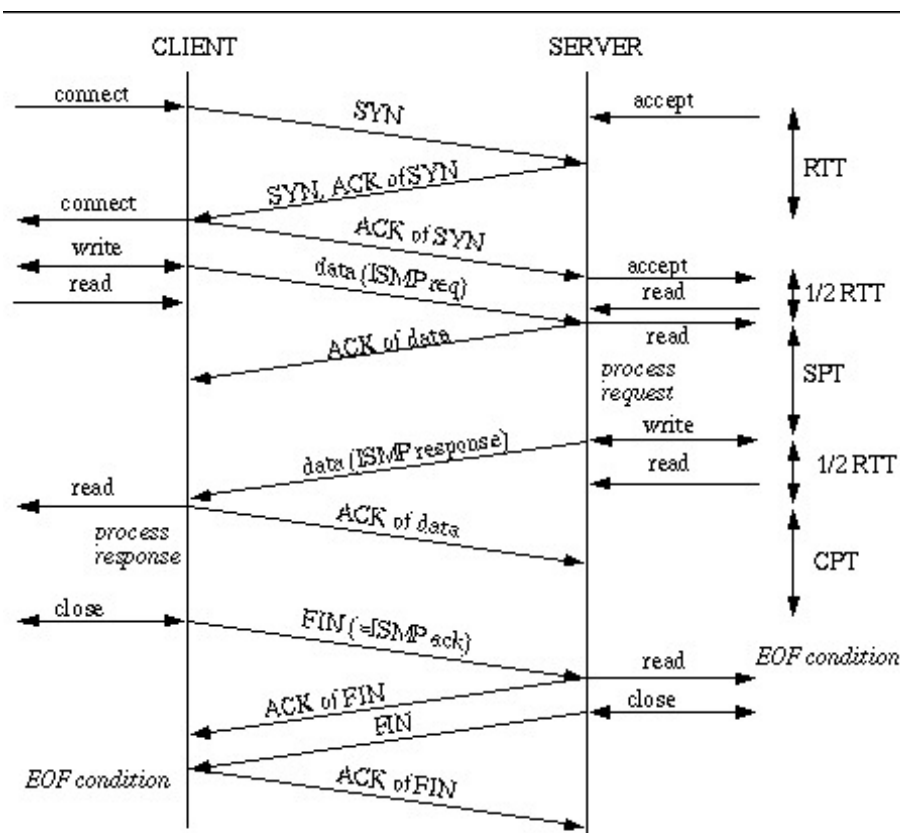 CLIENT
SERVER
connect
SYN
accept
RTT
SYN, ACK of SYN
connect
ACK of SYN
write
data (ISMP req)
accept
read
read
1/2 RTT
ACK of data
read
process
request
SPT
write
data (ISMP response)
read
1/2 RTT
read
ACK of data
process
response
CPT
close
FIN (=ISMP ack)
read
EOF condition
ACK of FIN
close
FIN
EOF condition
ACK of FIN